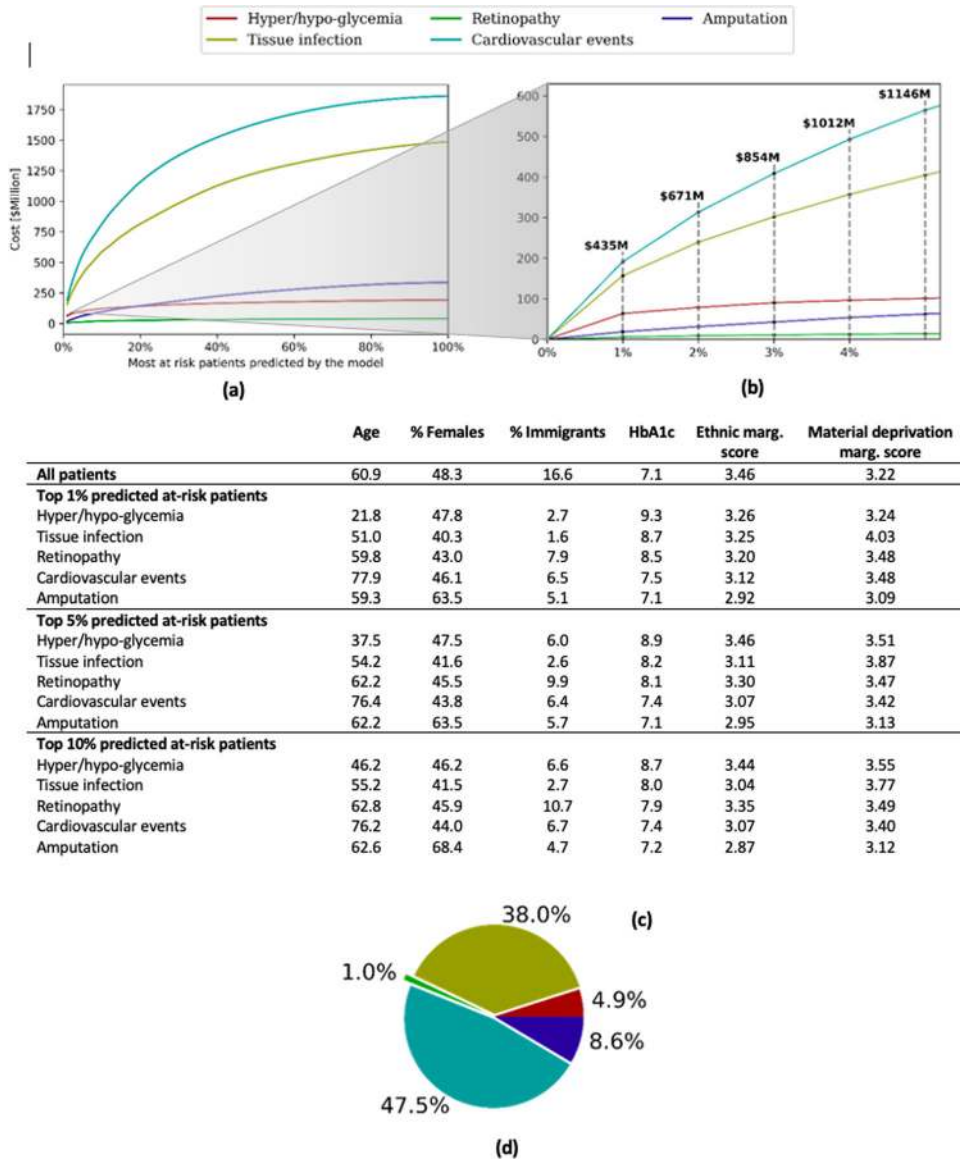 Hyper/hypo-glycemia Retinopathy Amputation
Tissue infection Cardiovascular events
Cost [$Million]
1750
1500
1250
1000
750
500
250
0
0% 20% 40% 60% 80% 100%
Most at risk patients predicted by the model
(a)
600
500
400
300
200
100
0
$435M
$671M
$854M
$1012M
$1146M
0% 1% 2% 3% 4%
(b)
Age % Females % Immigrants HbA1c Ethnic marg. Material deprivation
score marg. score
All patients 60.9 48.3 16.6 7.1 3.46 3.22
Top 1% predicted at-risk patients
Hyper/hypo-glycemia 21.8 47.8 2.7 9.3 3.26 3.24
Tissue infection 51.0 40.3 1.6 8.7 3.25 4.03
Retinopathy 59.8 43.0 7.9 8.5 3.20 3.48
Cardiovascular events 77.9 46.1 6.5 7.5 3.12 3.48
Amputation 59.3 63.5 5.1 7.1 2.92 3.09
Top 5% predicted at-risk patients
Hyper/hypo-glycemia 37.5 47.5 6.0 8.9 3.46 3.51
Tissue infection 54.2 41.6 2.6 8.2 3.11 3.87
Retinopathy 62.2 45.5 9.9 8.1 3.30 3.47
Cardiovascular events 76.4 43.8 6.4 7.4 3.07 3.42
Amputation 62.2 63.5 5.7 7.1 2.95 3.13
Top 10% predicted at-risk patients
Hyper/hypo-glycemia 46.2 46.2 6.6 8.7 3.44 3.55
Tissue infection 55.2 41.5 2.7 8.0 3.04 3.77
Retinopathy 62.8 45.9 10.7 7.9 3.35 3.49
Cardiovascular events 76.2 44.0 6.7 7.4 3.07 3.40
Amputation 62.6 68.4 4.7 7.2 2.87 3.12
(c)
38.0%
1.0%
4.9%
8.6%
47.5%
(d)